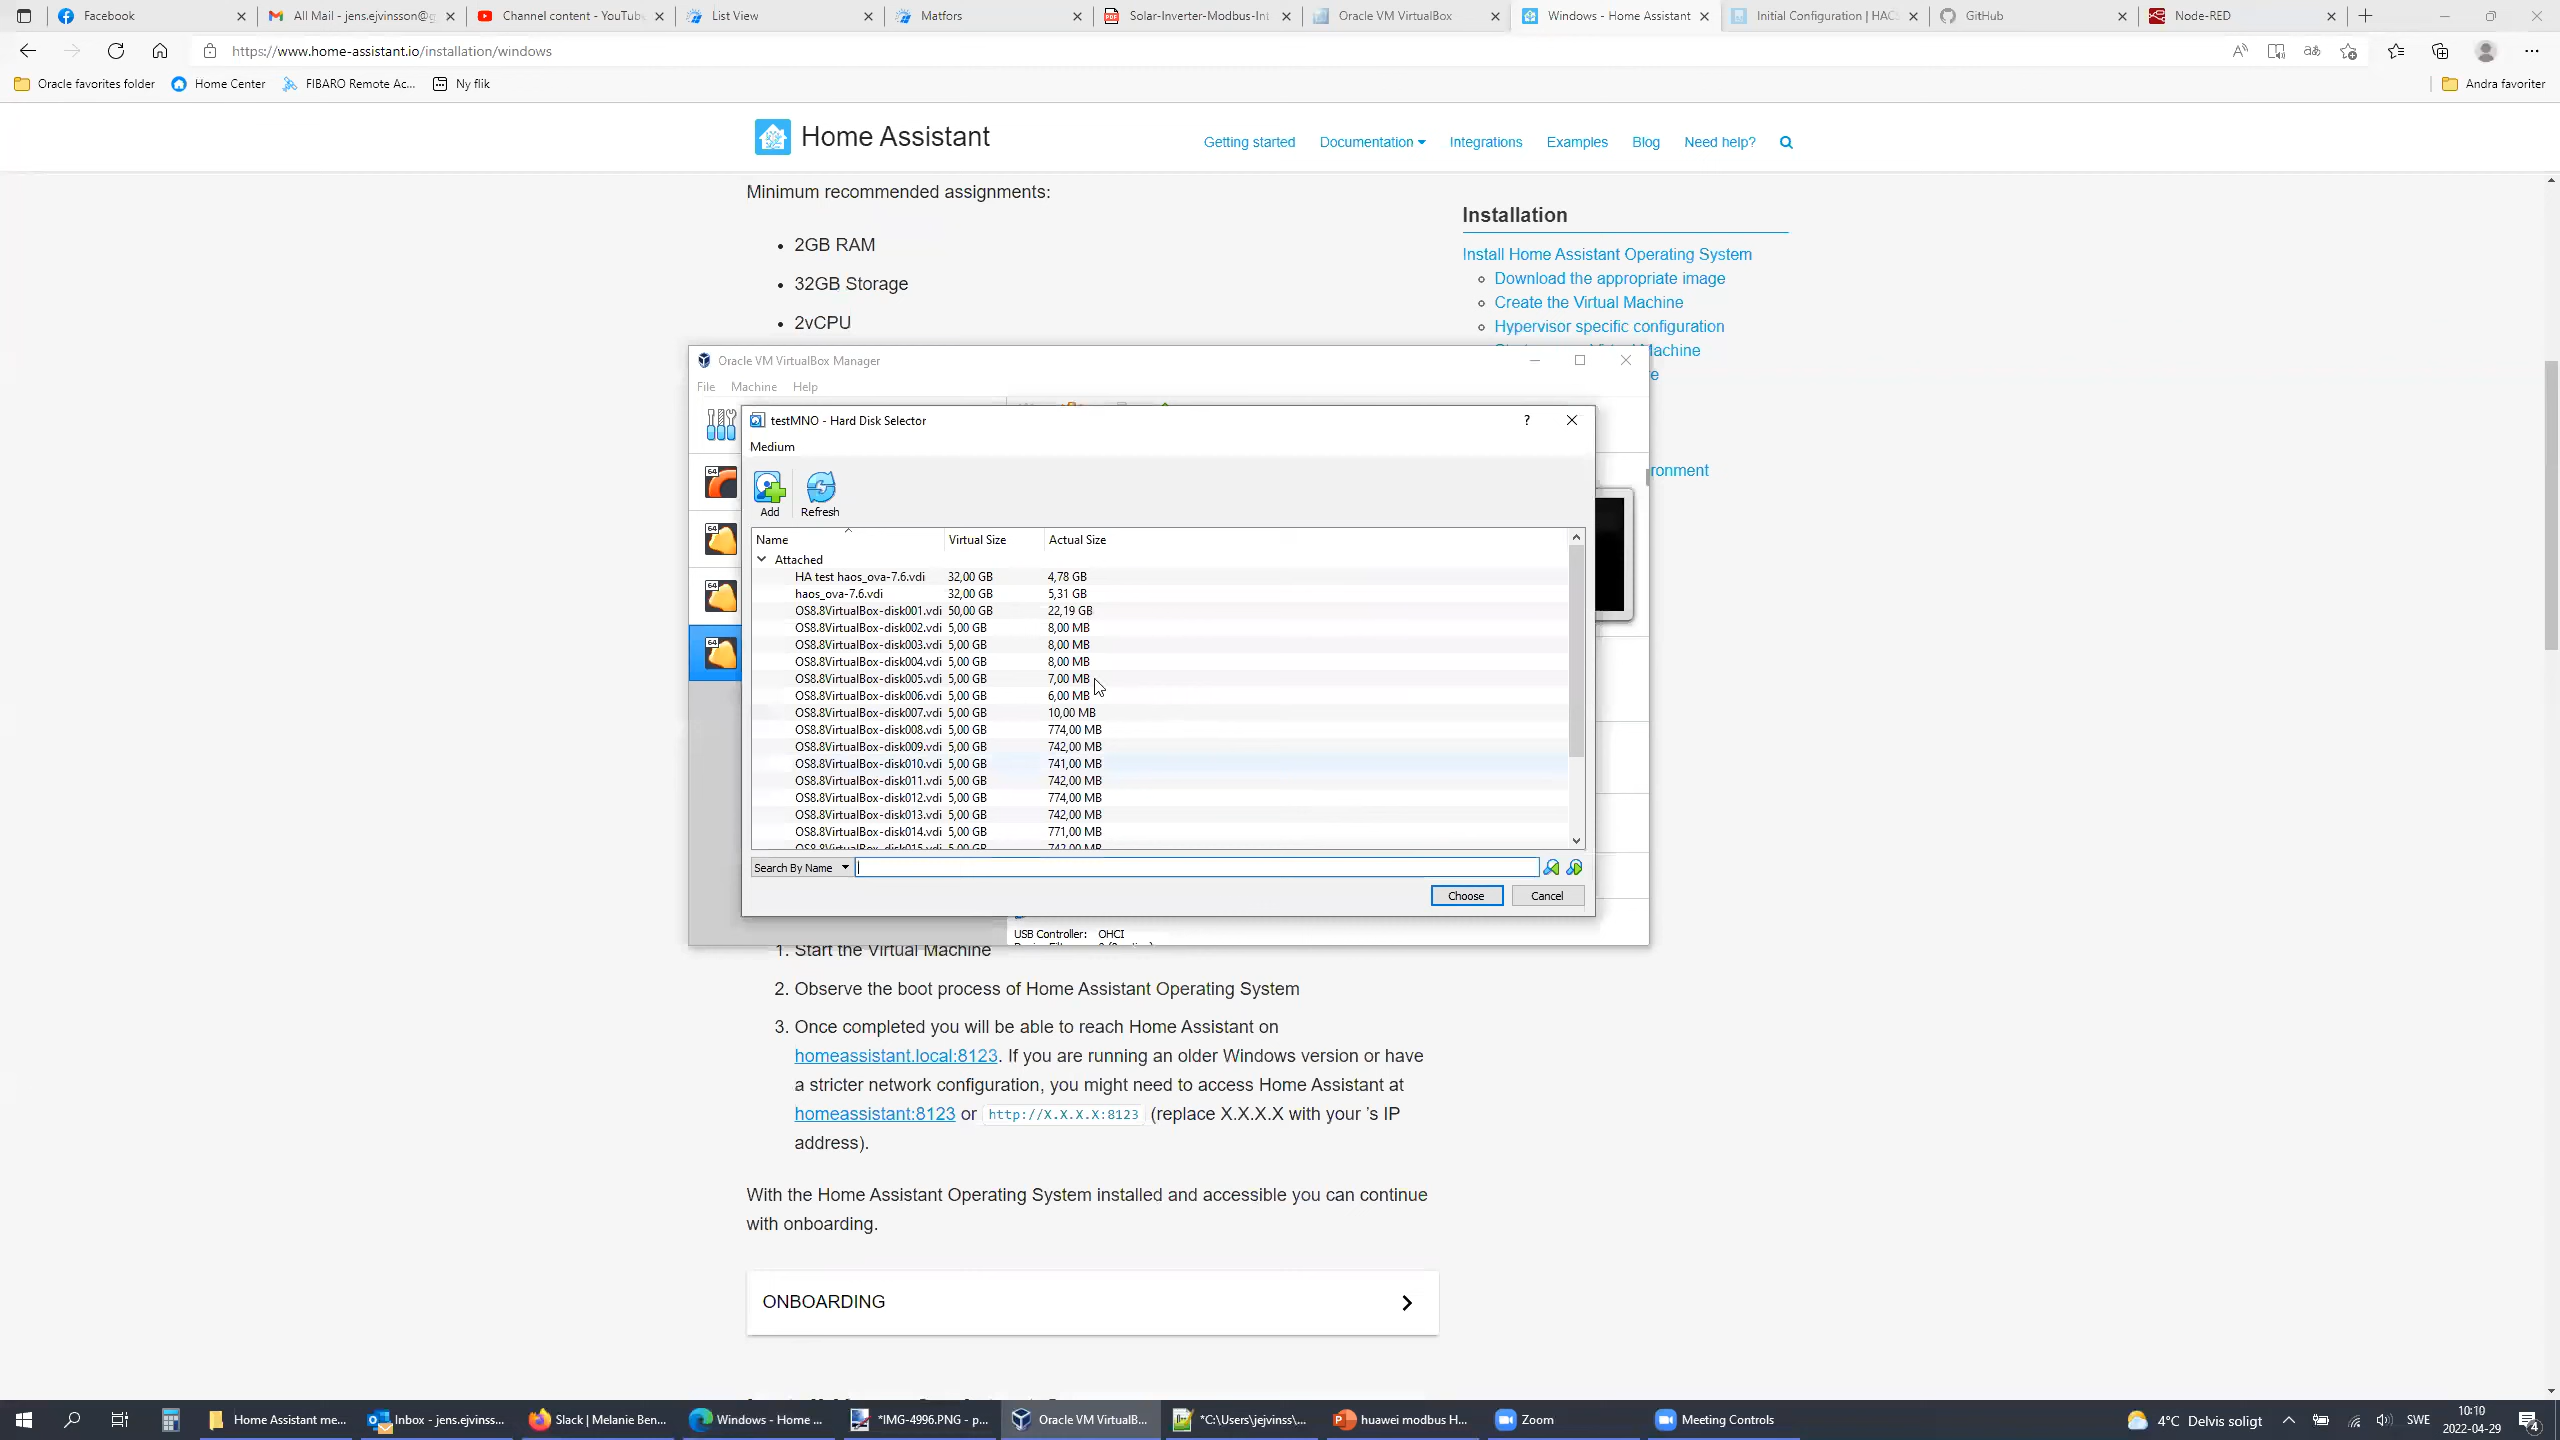 Facebook
All Mail - jens.ejvinsson@g
Channel content - YouTube
List View
Matfors
Solar-Inverter-Modbus-Int
Oracle VM VirtualBox
Windows - Home Assistant
Initial Configuration | HACS
GitHub
Node-RED
https://www.home-assistant.io/installation/windows
Oracle favorites folder
Home Center
FIBARO Remote Ac...
Ny flik
Andra favoriter
Home Assistant
Getting started
Documentation
Integrations
Examples
Blog
Need help?
Minimum recommended assignments:
2GB RAM
32GB Storage
2vCPU
Installation
Install Home Assistant Operating System
Download the appropriate image
Create the Virtual Machine
Hypervisor specific configuration
Machine
ronment
Oracle VM VirtualBox Manager
File Machine Help
testMNO - Hard Disk Selector
?
Medium
Add
Refresh
Name Virtual Size Actual Size
Attached
HA test haos_ova-7.6.vdi 32,00 GB 4,78 GB
haos_ova-7.6.vdi 32,00 GB 5,31 GB
OS8.8VirtualBox-disk001.vdi 50,00 GB 22,19 GB
OS8.8VirtualBox-disk002.vdi 5,00 GB 8,00 MB
OS8.8VirtualBox-disk003.vdi 5,00 GB 8,00 MB
OS8.8VirtualBox-disk004.vdi 5,00 GB 8,00 MB
OS8.8VirtualBox-disk005.vdi 5,00 GB 7,00 MB
OS8.8VirtualBox-disk006.vdi 5,00 GB 6,00 MB
OS8.8VirtualBox-disk007.vdi 5,00 GB 10,00 MB
OS8.8VirtualBox-disk008.vdi 5,00 GB 774,00 MB
OS8.8VirtualBox-disk009.vdi 5,00 GB 742,00 MB
OS8.8VirtualBox-disk010.vdi 5,00 GB 741,00 MB
OS8.8VirtualBox-disk011.vdi 5,00 GB 742,00 MB
OS8.8VirtualBox-disk012.vdi 5,00 GB 774,00 MB
OS8.8VirtualBox-disk013.vdi 5,00 GB 742,00 MB
OS8.8VirtualBox-disk014.vdi 5,00 GB 771,00 MB
OS8.8VirtualBox-disk015.vdi 5,00 GB 742,00 MB
Search By Name
Choose
Cancel
USB Controller: OHCI
1. Start the Virtual Machine
2. Observe the boot process of Home Assistant Operating System
3. Once completed you will be able to reach Home Assistant on
homeassistant.local:8123. If you are running an older Windows version or have
a stricter network configuration, you might need to access Home Assistant at
homeassistant:8123 or http://X.X.X.X:8123 (replace X.X.X.X with your ’s IP
address).
With the Home Assistant Operating System installed and accessible you can continue
with onboarding.
ONBOARDING
Home Assistant me...
Inbox - jens.ejvinss...
Slack | Melanie Ben...
Windows - Home ...
*IMG-4996.PNG - p...
Oracle VM VirtualB...
*C:\Users\jejvinss\...
huawei modbus H...
Zoom
Meeting Controls
4°C Delvis soligt
SWE
10:10
2022-04-29
4